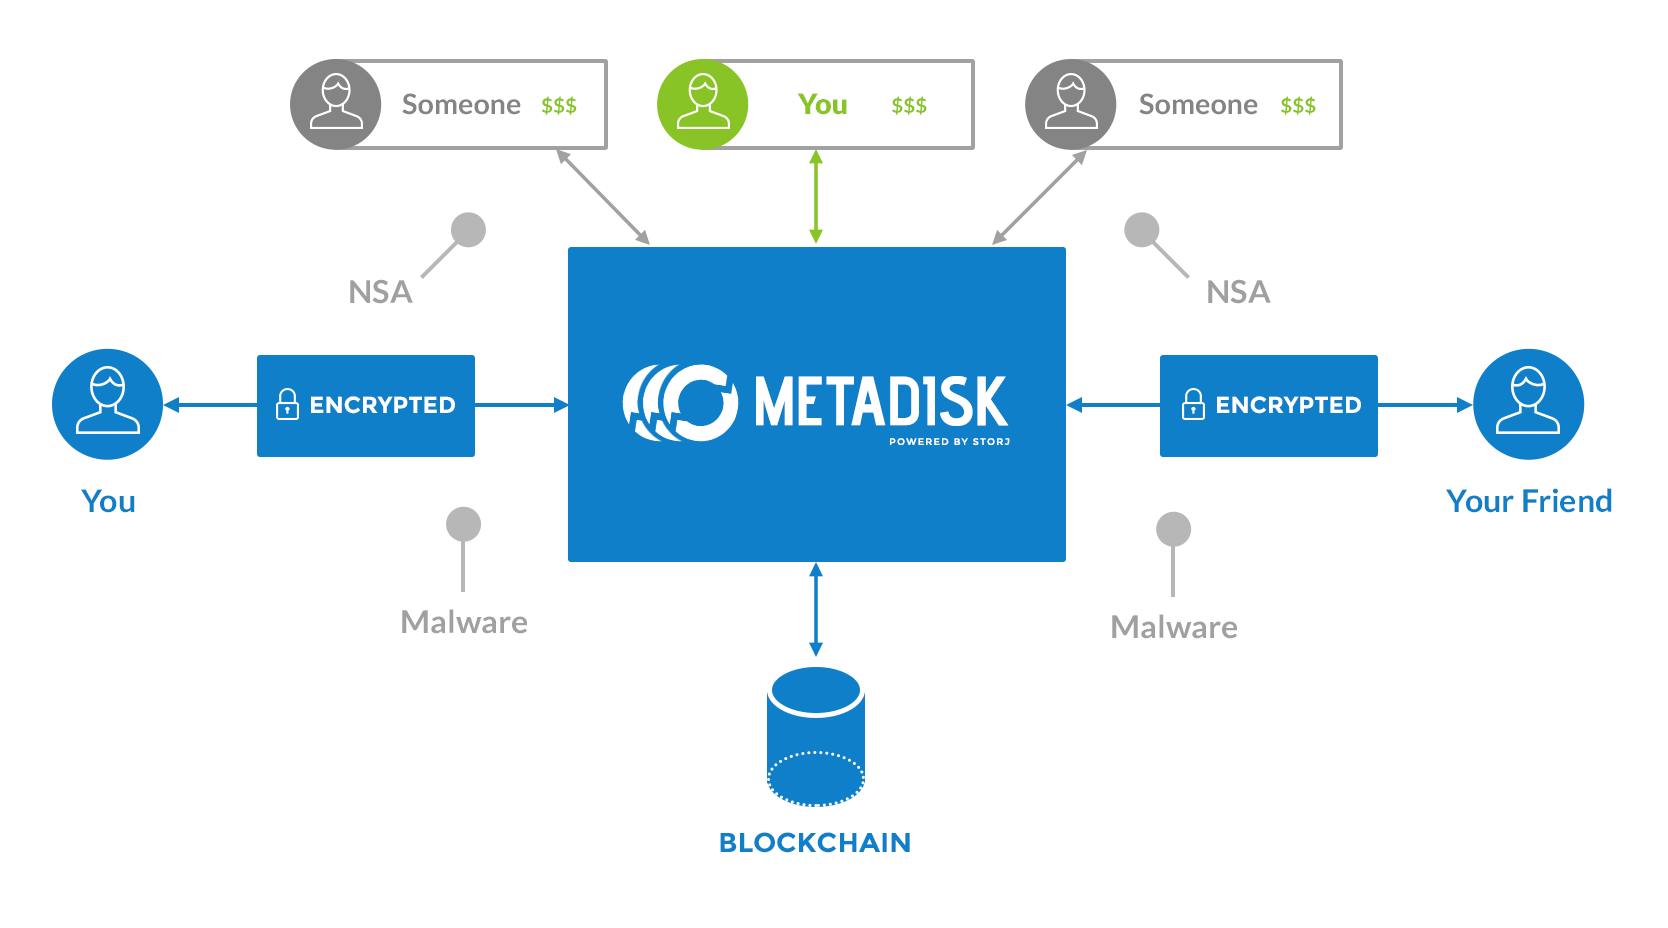 Someone $$$
You $$$
Someone $$$
NSA
NSA
ENCRYPTED
METADISK
POWERED BY STORJ
ENCRYPTED
You
Your Friend
Malware
Malware
BLOCKCHAIN